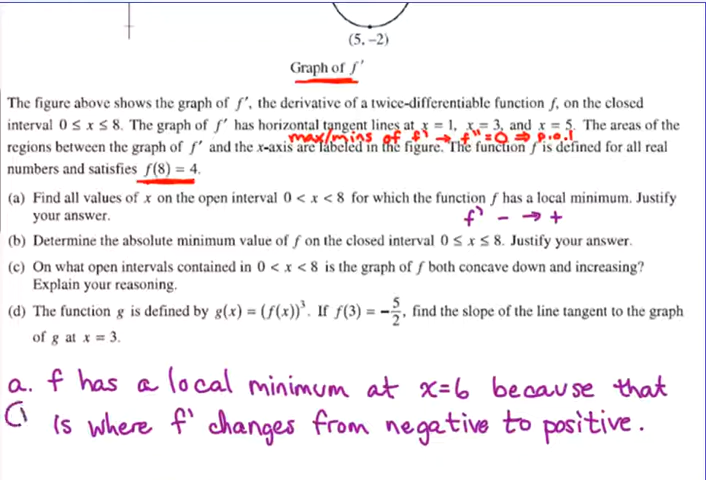 (5, −2)
Graph of f′
The figure above shows the graph of f′, the derivative of a twice-differentiable function f, on the closed
interval 0 ≤ x ≤ 8. The graph of f′ has horizontal tangent lines at x = 1, x = 3, and x = 5. The areas of the
max/mins of f' → f" = 0 ⇒ p.o.i
regions between the graph of f′ and the x-axis are labeled in the figure. The function f is defined for all real
numbers and satisfies f(8) = 4.
(a) Find all values of x on the open interval 0 < x < 8 for which the function f has a local minimum. Justify
your answer.
f' − → +
(b) Determine the absolute minimum value of f on the closed interval 0 ≤ x ≤ 8. Justify your answer.
(c) On what open intervals contained in 0 < x < 8 is the graph of f both concave down and increasing?
Explain your reasoning.
(d) The function g is defined by g(x) = (f(x))³. If f(3) = −5/2, find the slope of the line tangent to the graph
of g at x = 3.
a. f has a local minimum at x=6 because that
① is where f' changes from negative to positive.